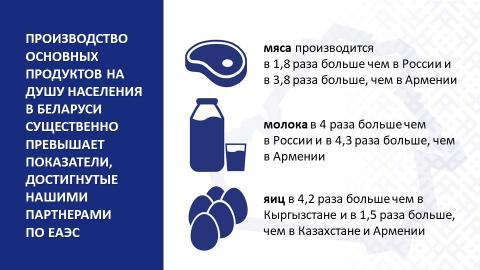 ПРОИЗВОДСТВО
ОСНОВНЫХ
ПРОДУКТОВ НА
ДУШУ НАСЕЛЕНИЯ
В БЕЛАРУСИ
СУЩЕСТВЕННО
ПРЕВЫШАЕТ
ПОКАЗАТЕЛИ,
ДОСТИГНУТЫЕ
НАШИМИ
ПАРТНЕРАМИ
ПО ЕАЭС
мяса производится
в 1,8 раза больше чем в России и
в 3,8 раза больше, чем в Армении
молока в 4 раза больше чем
в России и в 4,3 раза больше, чем
в Армении
яиц в 4,2 раза больше чем в
Кыргызстане и в 1,5 раза больше,
чем в Казахстане и Армении